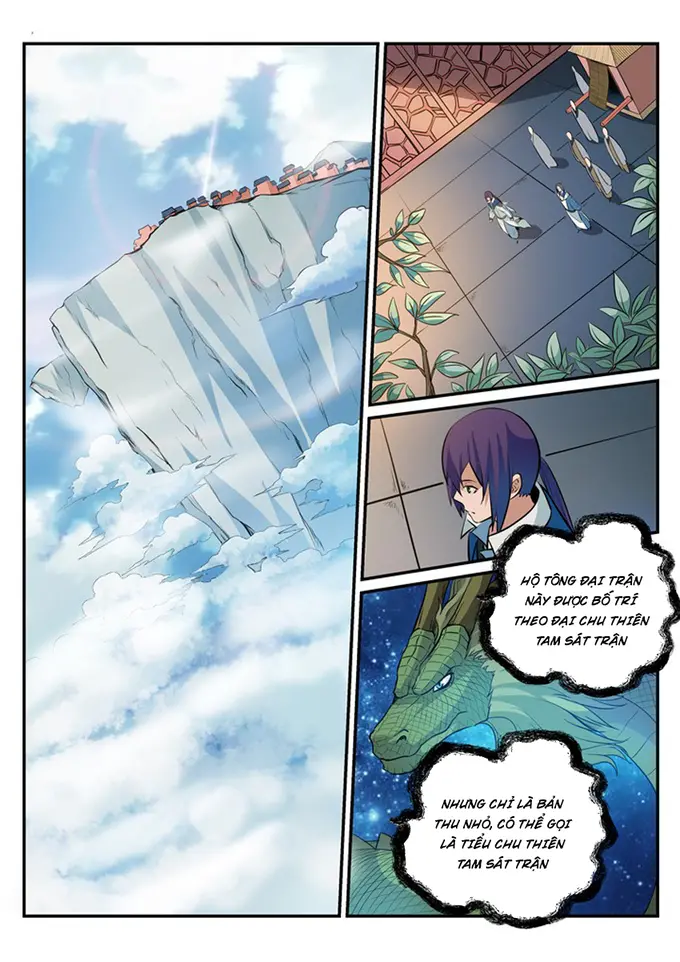 HỘ TÔNG ĐẠI TRẬN
NÀY ĐƯỢC BỐ TRÍ
THEO ĐẠI CHU THIÊN
TAM SÁT TRẬN
NHƯNG CHỈ LÀ BẢN
THU NHỎ, CÓ THỂ GỌI
LÀ TIỂU CHU THIÊN
TAM SÁT TRẬN